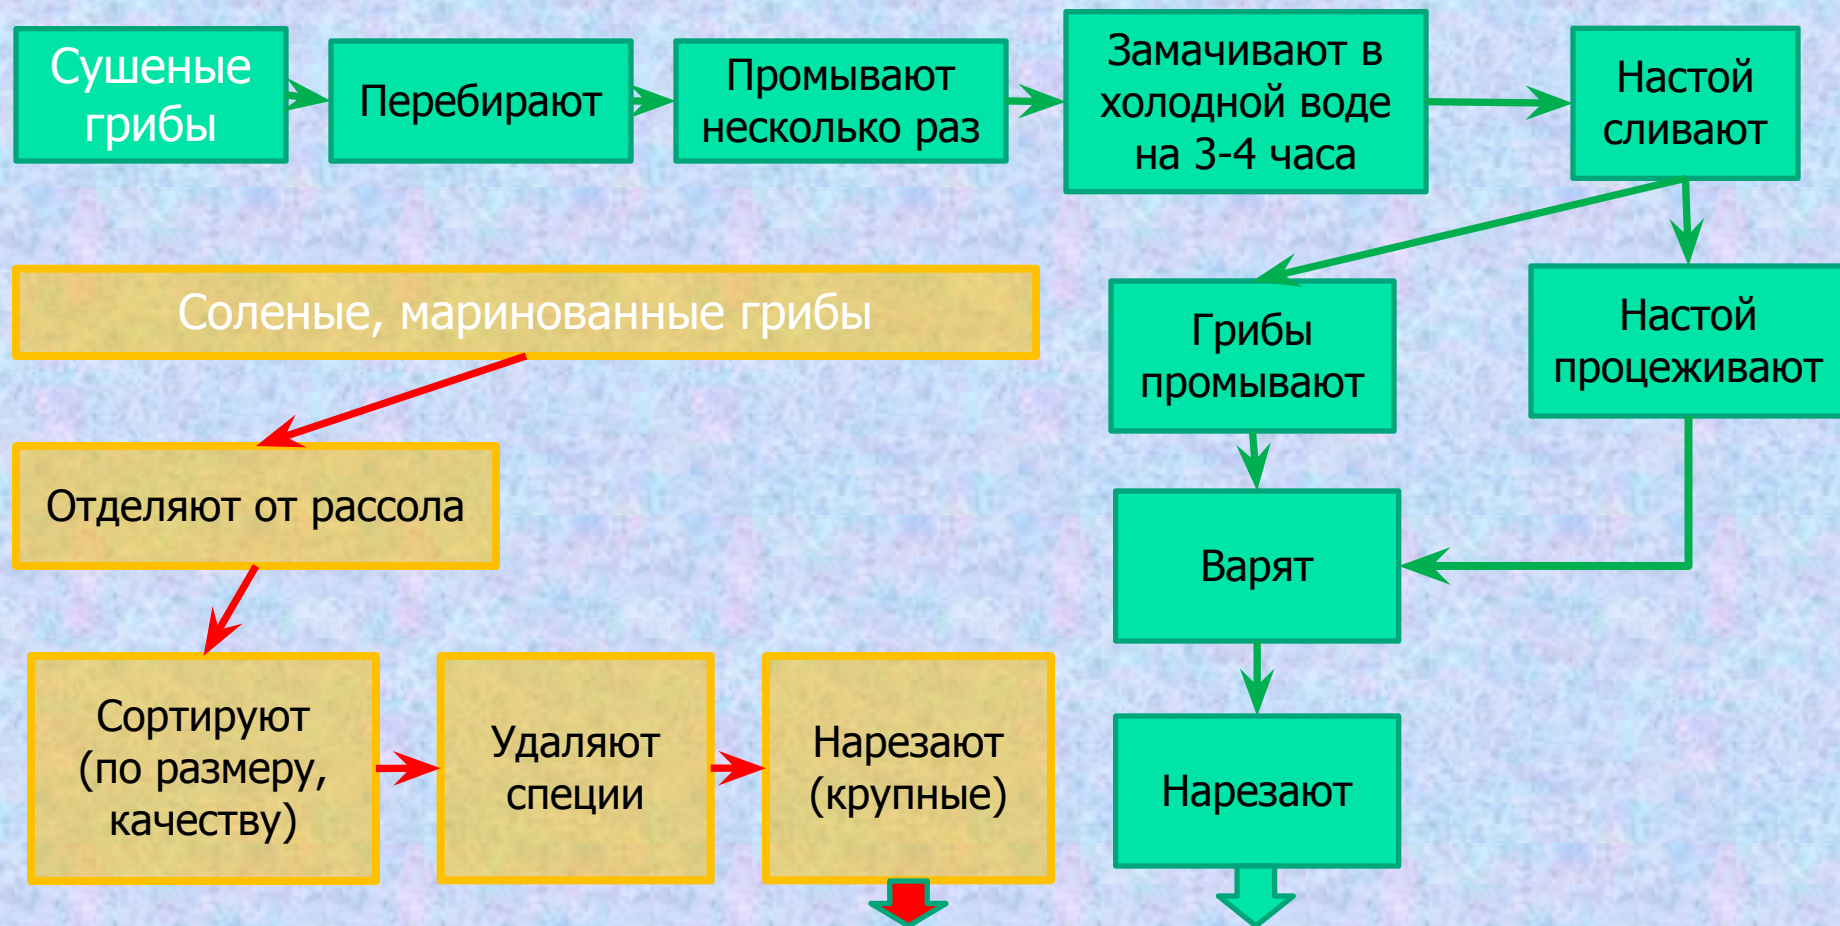 Сушеные
грибы
Перебирают
Промывают
несколько раз
Замачивают в
холодной воде
на 3-4 часа
Настой
сливают
Соленые, маринованные грибы
Грибы
промывают
Настой
процеживают
Отделяют от рассола
Варят
Сортируют
(по размеру,
качеству)
Удаляют
специи
Нарезают
(крупные)
Нарезают